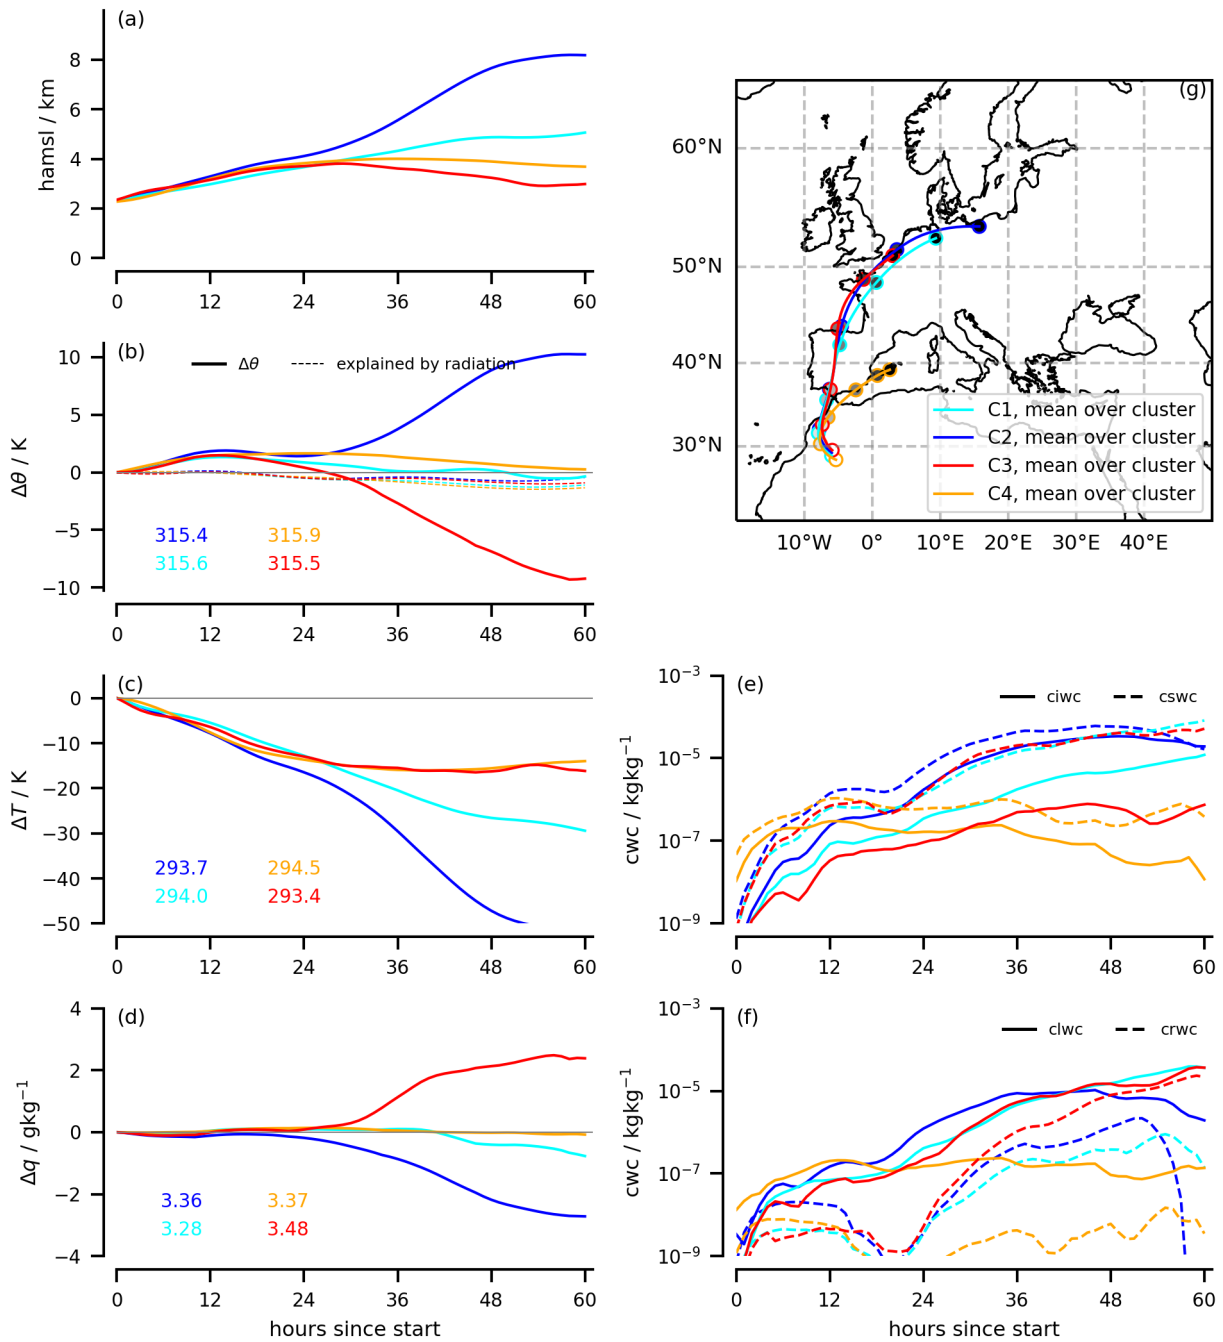 (a)
hamsl / km
8
6
4
2
0
0 12 24 36 48 60
(b)
Δθ
explained by radiation
Δθ / K
10
5
0
−5
−10
315.4 315.9
315.6 315.5
0 12 24 36 48 60
(c)
ΔT / K
0
−10
−20
−30
−40
−50
293.7 294.5
294.0 293.4
0 12 24 36 48 60
(d)
Δq / gkg⁻¹
4
2
0
−2
−4
3.36 3.37
3.28 3.48
0 12 24 36 48 60
hours since start
(g)
60°N
50°N
40°N
30°N
C1, mean over cluster
C2, mean over cluster
C3, mean over cluster
C4, mean over cluster
10°W 0° 10°E 20°E 30°E 40°E
(e)
ciwc cswc
cwc / kgkg⁻¹
10⁻³
10⁻⁵
10⁻⁷
10⁻⁹
0 12 24 36 48 60
(f)
clwc crwc
cwc / kgkg⁻¹
10⁻³
10⁻⁵
10⁻⁷
10⁻⁹
0 12 24 36 48 60
hours since start